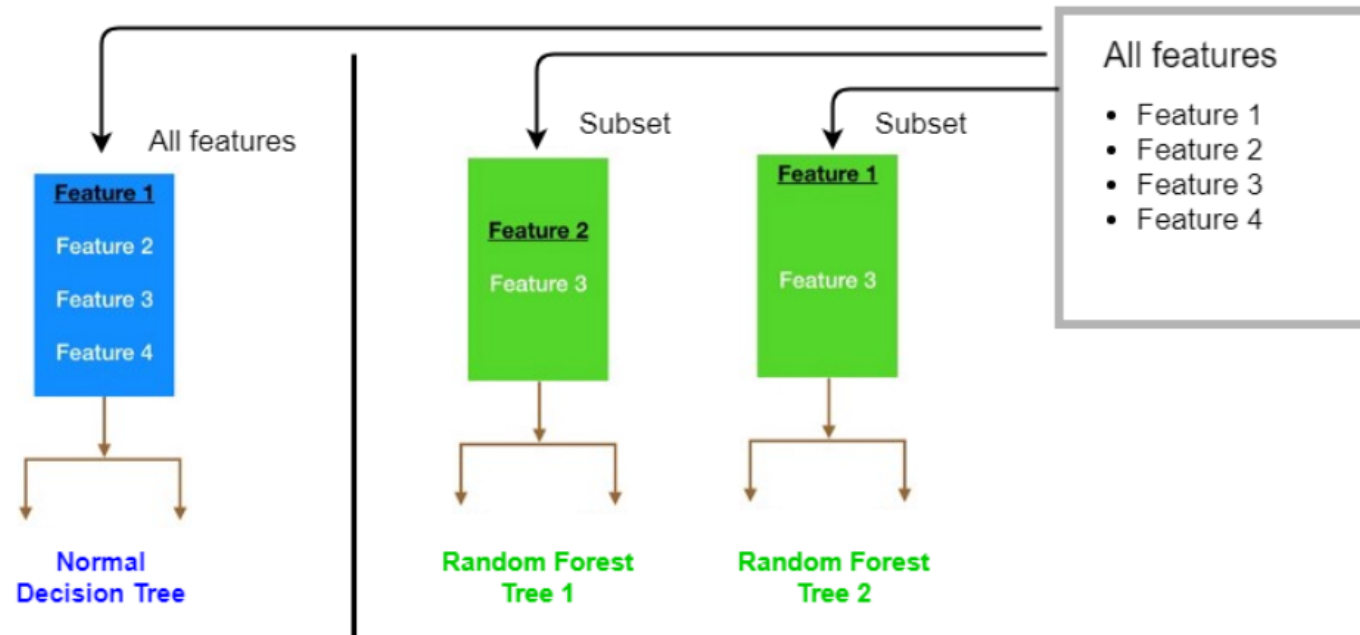 All features
• Feature 1
• Feature 2
• Feature 3
• Feature 4
All features
Feature 1
Feature 2
Feature 3
Feature 4
Normal
Decision Tree
Subset
Feature 2
Feature 3
Random Forest
Tree 1
Subset
Feature 1
Feature 3
Random Forest
Tree 2